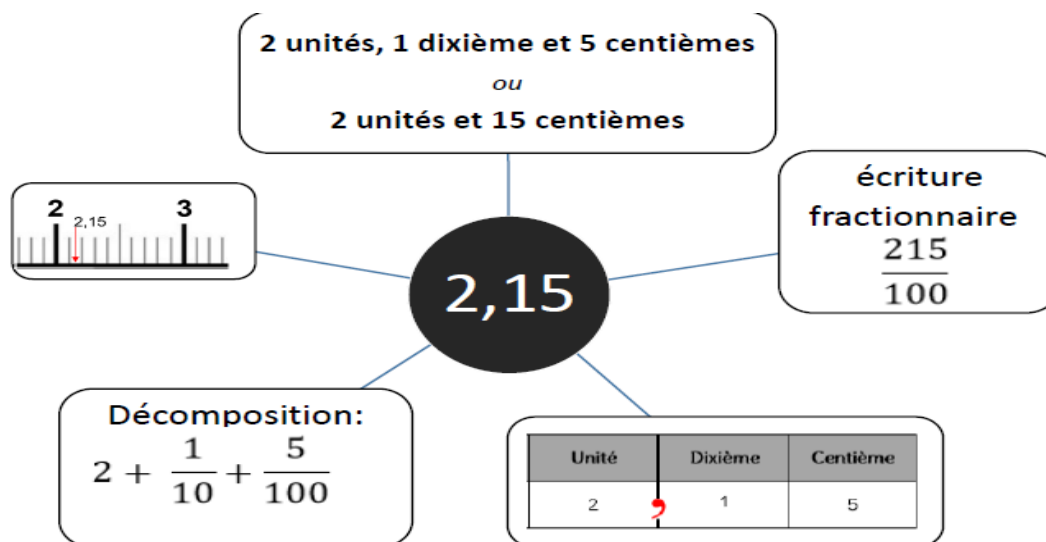 2 unités, 1 dixième et 5 centièmes
ou
2 unités et 15 centièmes
2 3
2,15
écriture
fractionnaire
215
100
2,15
Décomposition:
2 + 1/10 + 5/100
Unité Dixième Centième
2 , 1 5